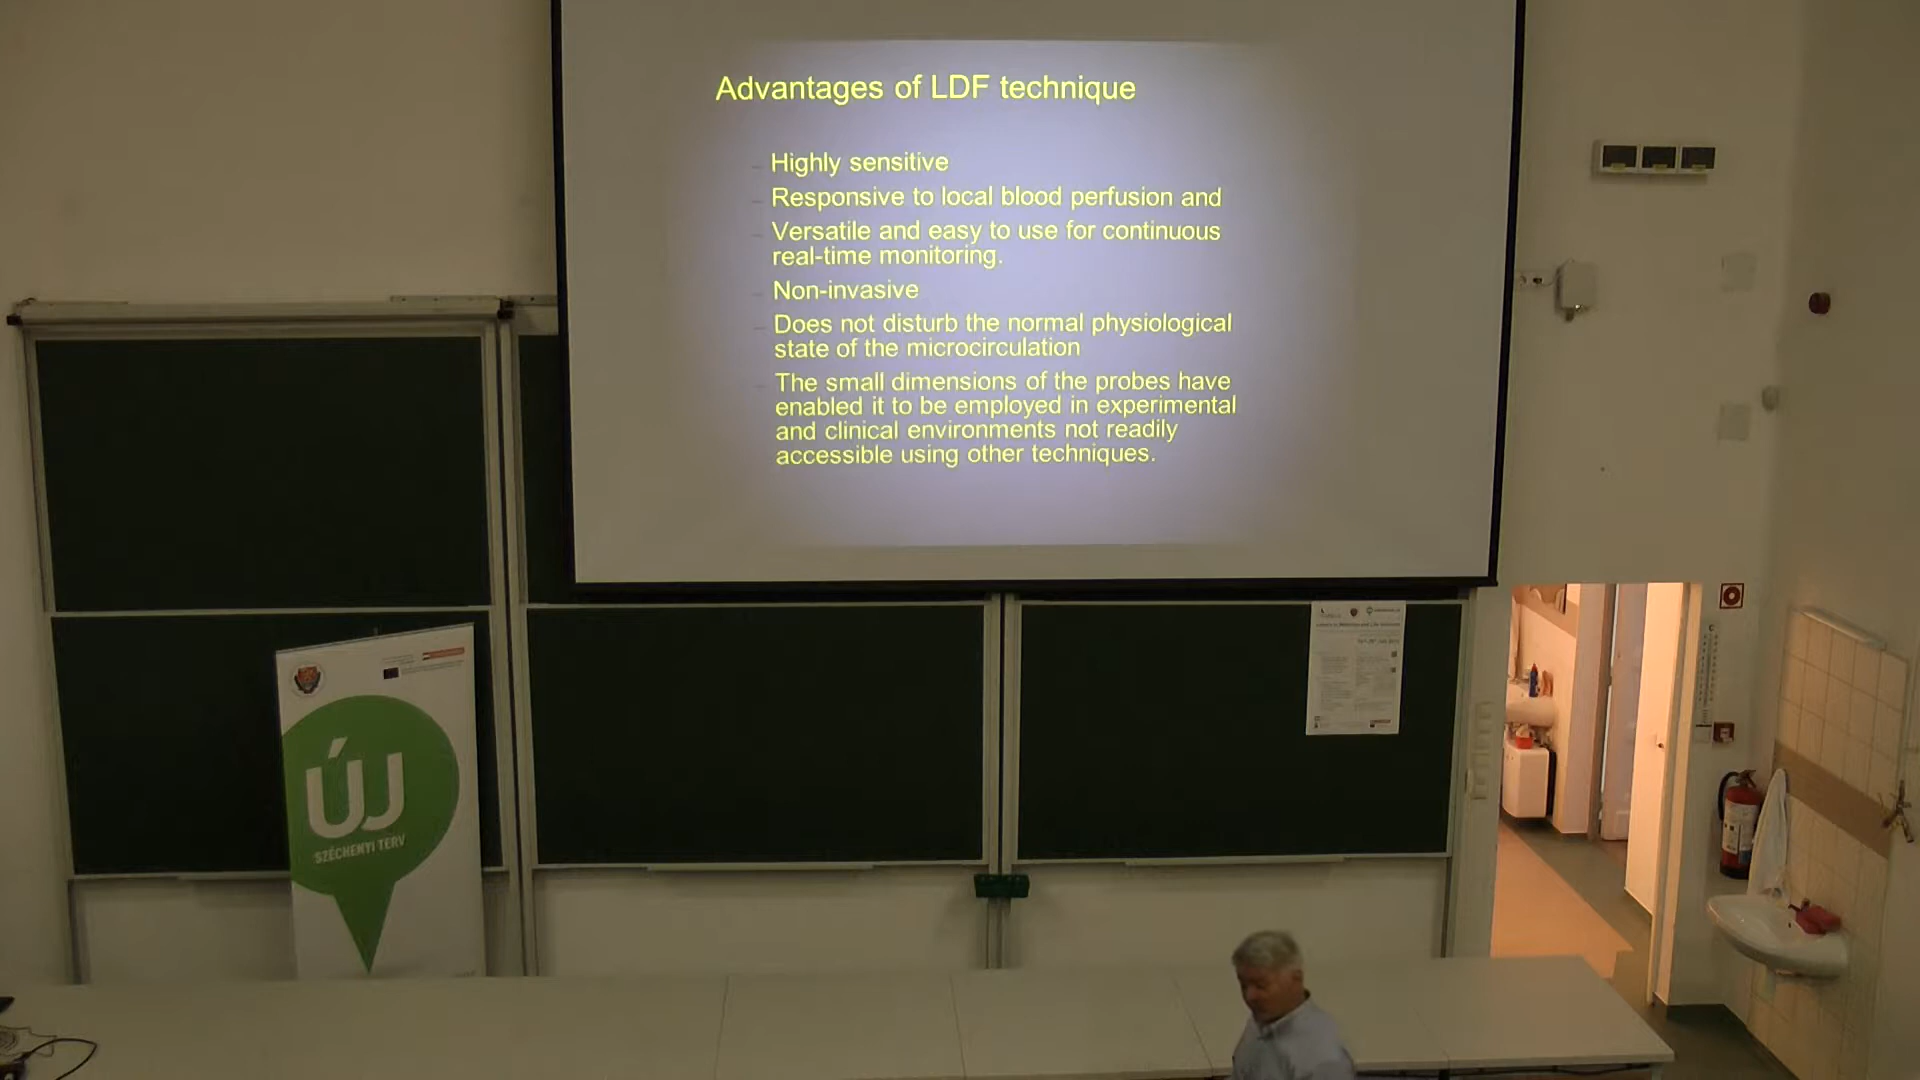 Advantages of LDF technique
– Highly sensitive
– Responsive to local blood perfusion and
– Versatile and easy to use for continuous
real-time monitoring.
– Non-invasive
– Does not disturb the normal physiological
state of the microcirculation
– The small dimensions of the probes have
enabled it to be employed in experimental
and clinical environments not readily
accessible using other techniques.
ÚJ
SZÉCHENYI TERV